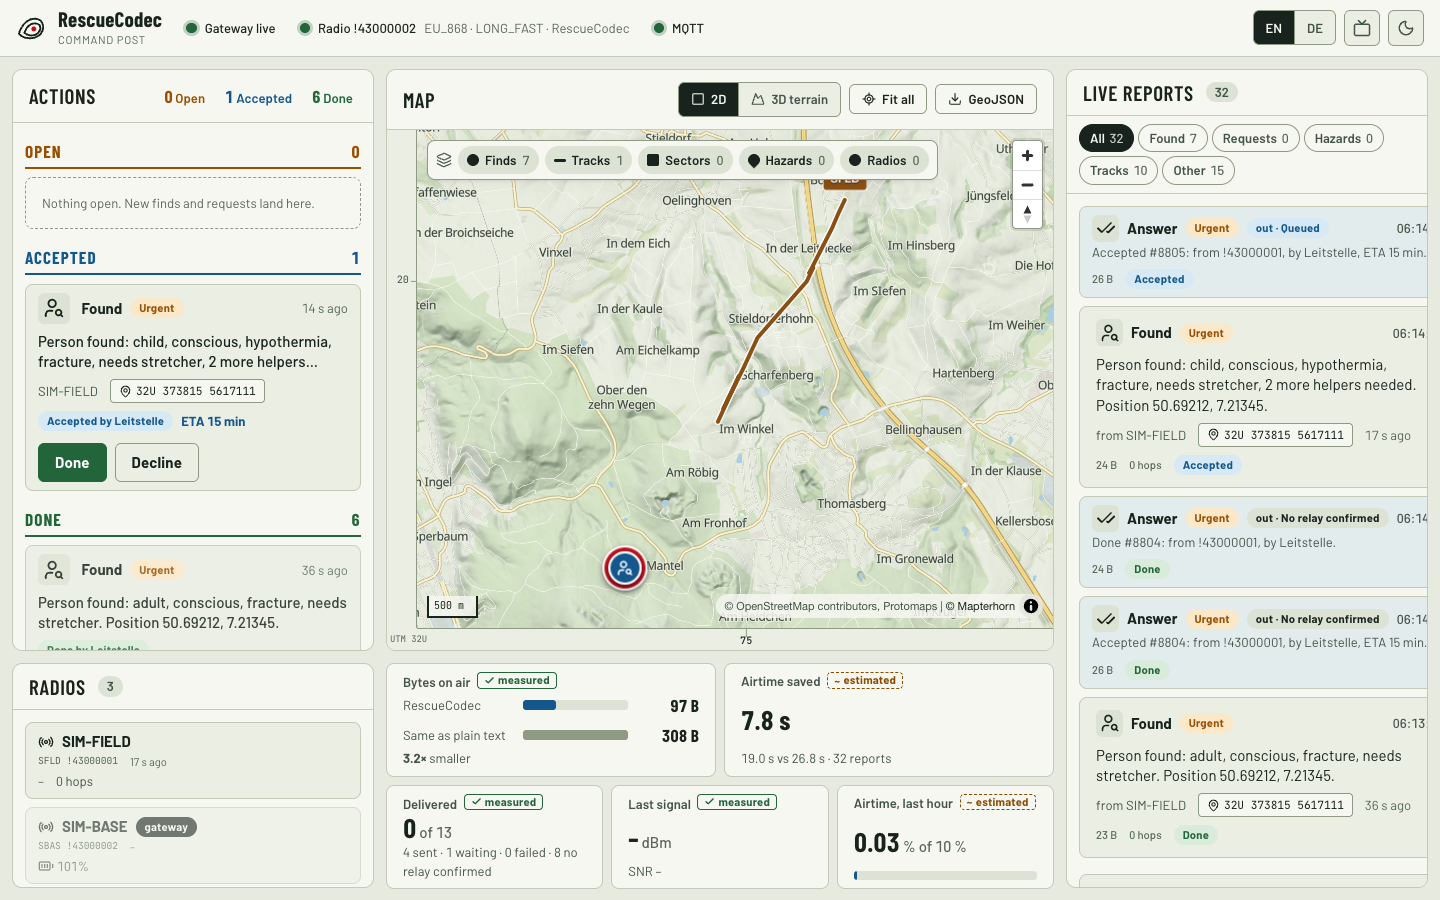 RescueCodec
COMMAND POST
Gateway live
Radio !43000002 EU_868 · LONG_FAST · RescueCodec
MQTT
EN DE
ACTIONS
0 Open 1 Accepted 6 Done
OPEN 0
Nothing open. New finds and requests land here.
ACCEPTED 1
Found Urgent 14 s ago
Person found: child, conscious, hypothermia,
fracture, needs stretcher, 2 more helpers...
SIM-FIELD 32U 373815 5617111
Accepted by Leitstelle ETA 15 min
Done Decline
DONE 6
Found Urgent 36 s ago
Person found: adult, conscious, fracture, needs
stretcher. Position 50.69212, 7.21345.
Done by Leitstelle
RADIOS 3
SIM-FIELD
SFLD !43000001 17 s ago
– 0 hops
SIM-BASE gateway
SBAS !43000002 –
101%
MAP
2D 3D terrain Fit all GeoJSON
Finds 7 Tracks 1 Sectors 0 Hazards 0 Radios 0
Stieldorf
affenwiese
Oelinghoven
Jüngsfel
n der Broichseiche
Vinxel
In dem Eich
In der Leimecke
Im Hinsberg
Die Hof
20
tein
In der Kaule
Im Slefen
Stieldorferhohn
Im Weiher
Im Siefen
Am Eichelkamp
Scharfenberg
Hartenberg
Ob
Ober den
zehn Wegen
Im Winkel
Bellinghausen
Am Röbig
In der Klause
n Ingel
Thomasberg
Am Fronhof
Kellersbos
perbaum
Im Gronewald
Mantel
500 m
© OpenStreetMap contributors, Protomaps | © Mapterhorn
UTM 32U
75
Bytes on air measured
RescueCodec 97 B
Same as plain text 308 B
3.2× smaller
Airtime saved ~ estimated
7.8 s
19.0 s vs 26.8 s · 32 reports
Delivered measured
0 of 13
4 sent · 1 waiting · 0 failed · 8 no
relay confirmed
Last signal measured
– dBm
SNR –
Airtime, last hour ~ estimated
0.03 % of 10 %
LIVE REPORTS 32
All 32 Found 7 Requests 0 Hazards 0
Tracks 10 Other 15
Answer Urgent out · Queued 06:14
Accepted #8805: from !43000001, by Leitstelle, ETA 15 min.
26 B Accepted
Found Urgent 06:14
Person found: child, conscious, hypothermia,
fracture, needs stretcher, 2 more helpers needed.
Position 50.69212, 7.21345.
from SIM-FIELD 32U 373815 5617111 17 s ago
24 B 0 hops Accepted
Answer Urgent out · No relay confirmed 06:14
Done #8804: from !43000001, by Leitstelle.
24 B Done
Answer Urgent out · No relay confirmed 06:14
Accepted #8804: from !43000001, by Leitstelle, ETA 15 min.
26 B Done
Found Urgent 06:13
Person found: adult, conscious, fracture, needs
stretcher. Position 50.69212, 7.21345.
from SIM-FIELD 32U 373815 5617111 36 s ago
23 B 0 hops Done